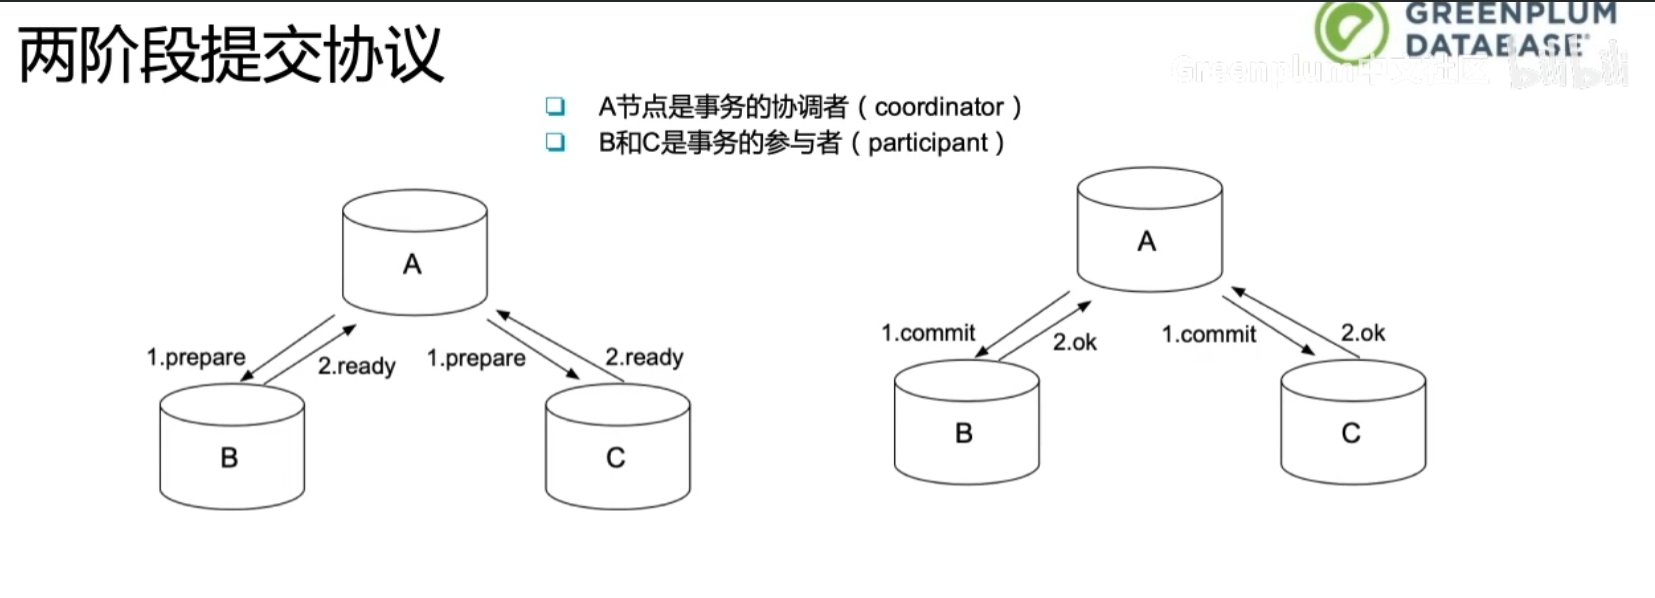 两阶段提交协议
GREENPLUM
DATABASE
Greenplum中文社区 bilibili
A节点是事务的协调者（coordinator）
B和C是事务的参与者（participant）
A
1.prepare
2.ready
1.prepare
2.ready
B
C
A
1.commit
2.ok
1.commit
2.ok
B
C